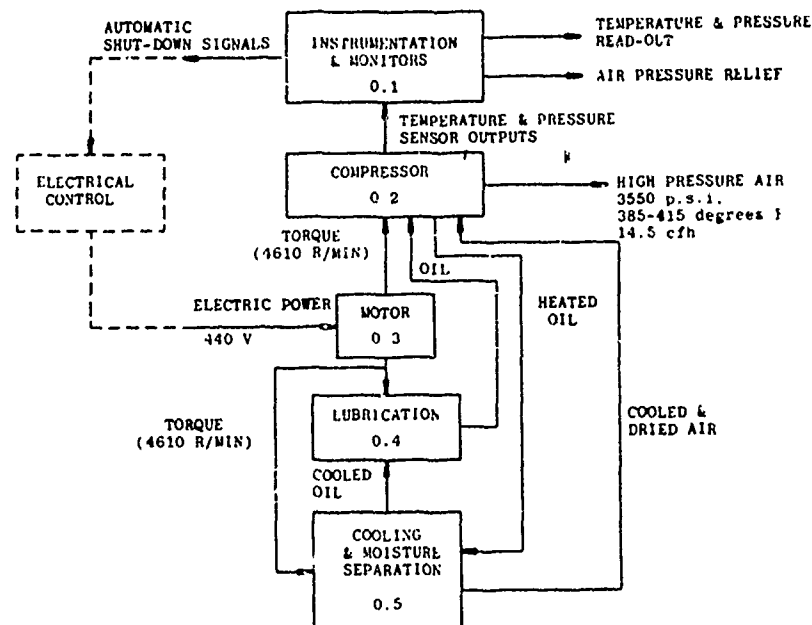 AUTOMATIC
SHUT-DOWN SIGNALS
INSTRUMENTATION
& MONITORS
0.1
TEMPERATURE & PRESSURE
READ-OUT
AIR PRESSURE RELIEF
TEMPERATURE & PRESSURE
SENSOR OUTPUTS
ELECTRICAL
CONTROL
COMPRESSOR
0 2
HIGH PRESSURE AIR
3550 p.s.i.
385-415 degrees F
14.5 cfh
TORQUE
(4610 R/MIN)
OIL
HEATED
OIL
ELECTRIC POWER
440 V
MOTOR
0 3
TORQUE
(4610 R/MIN)
LUBRICATION
0.4
COOLED &
DRIED AIR
COOLED
OIL
COOLING
& MOISTURE
SEPARATION
0.5